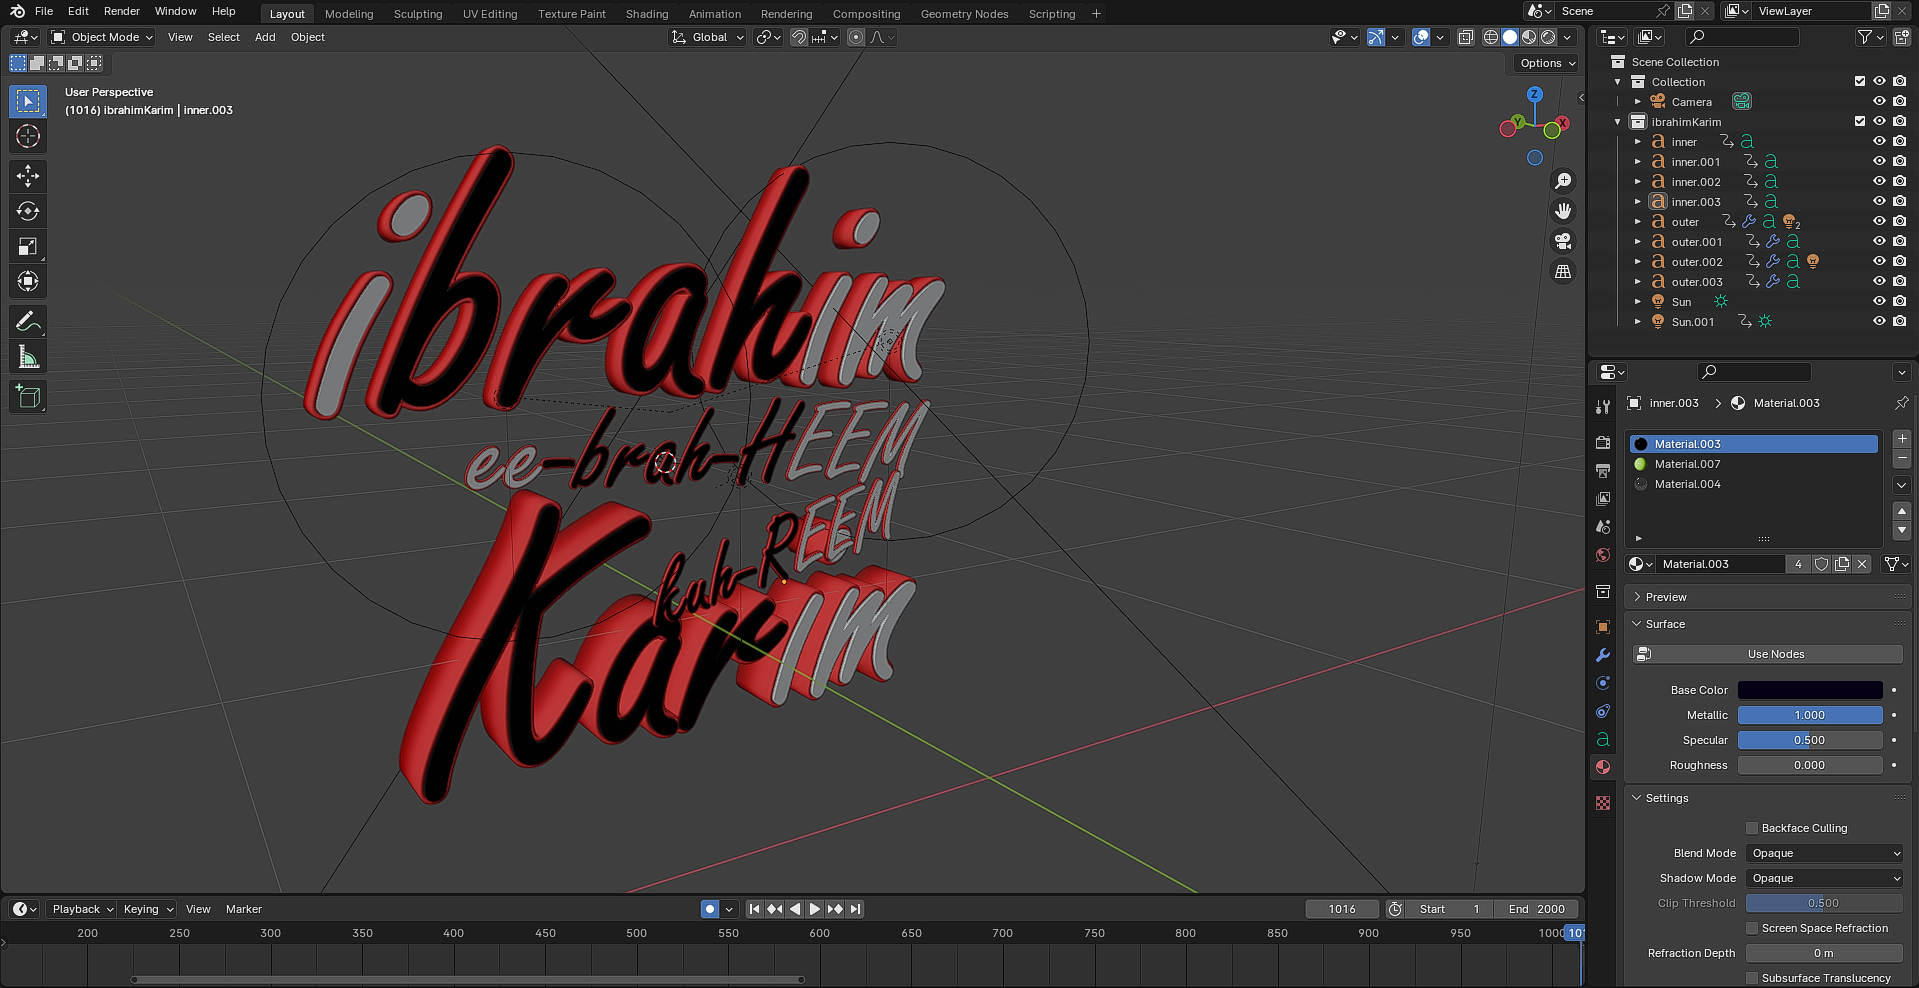 File Edit Render Window Help
Layout Modeling Sculpting UV Editing Texture Paint Shading Animation Rendering Compositing Geometry Nodes Scripting +
Scene ViewLayer
Object Mode View Select Add Object Global
Options
User Perspective
(1016) ibrahimKarim | inner.003
Z
Y
X
ibrahim
ee-brah-HEEM
kuh-REEM
Karim
Scene Collection
Collection
Camera
ibrahimKarim
inner
inner.001
inner.002
inner.003
outer 2
outer.001
outer.002
outer.003
Sun
Sun.001
inner.003 > Material.003
Material.003
Material.007
Material.004
Material.003 4
Preview
Surface
Use Nodes
Base Color
Metallic 1.000
Specular 0.500
Roughness 0.000
Settings
Backface Culling
Blend Mode Opaque
Shadow Mode Opaque
Clip Threshold 0.500
Screen Space Refraction
Refraction Depth 0 m
Subsurface Translucency
Playback Keying View Marker 1016 Start 1 End 2000
200 250 300 350 400 450 500 550 600 650 700 750 800 850 900 950 1000 101